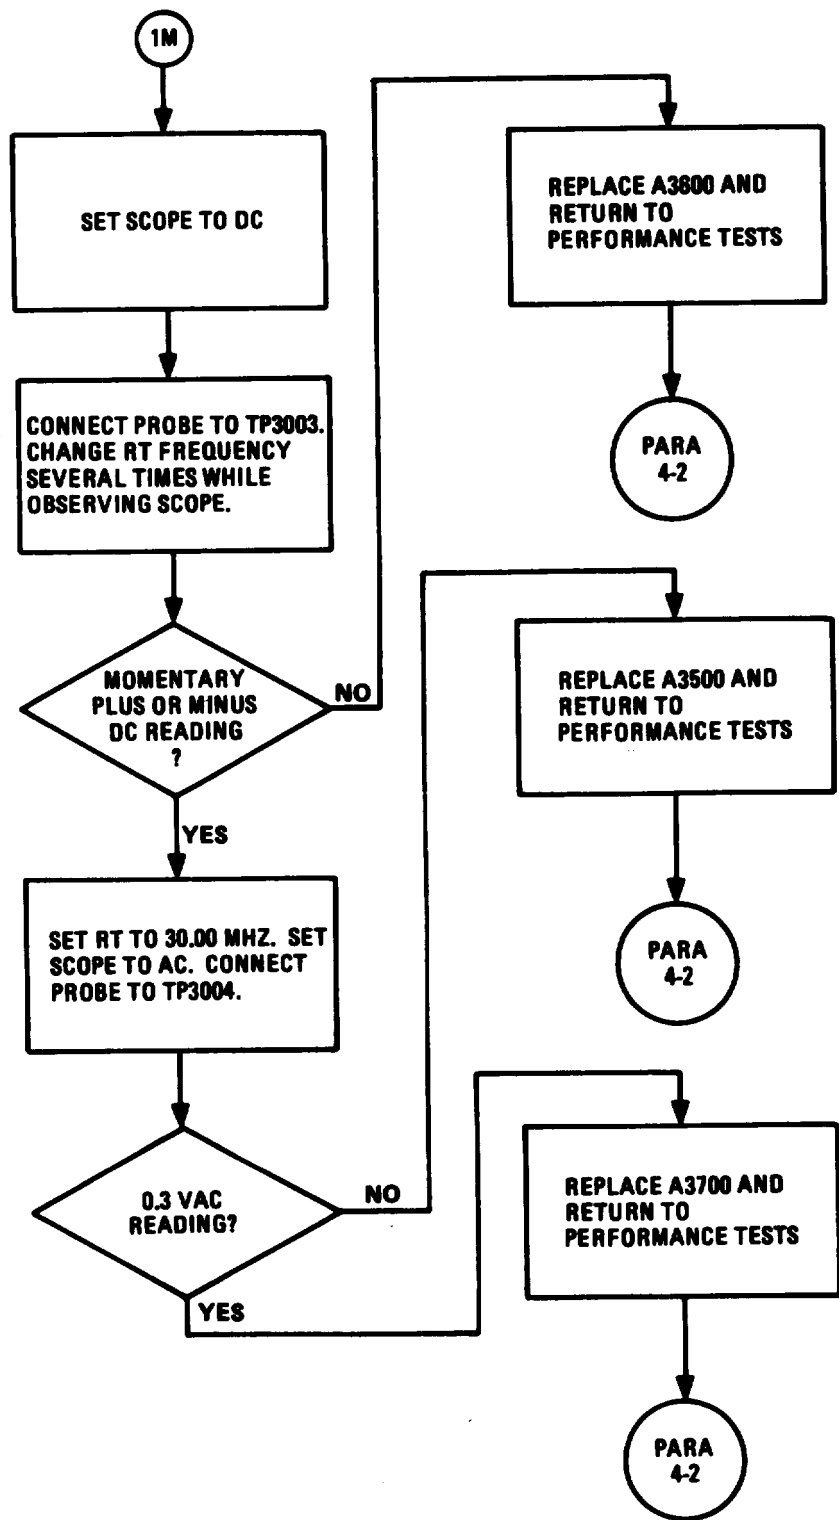 1M
SET SCOPE TO DC
CONNECT PROBE TO TP3003.
CHANGE RT FREQUENCY
SEVERAL TIMES WHILE
OBSERVING SCOPE.
MOMENTARY
PLUS OR MINUS
DC READING
?
NO
YES
SET RT TO 30.00 MHZ. SET
SCOPE TO AC. CONNECT
PROBE TO TP3004.
0.3 VAC
READING?
NO
YES
REPLACE A3600 AND
RETURN TO
PERFORMANCE TESTS
PARA
4-2
REPLACE A3500 AND
RETURN TO
PERFORMANCE TESTS
PARA
4-2
REPLACE A3700 AND
RETURN TO
PERFORMANCE TESTS
PARA
4-2